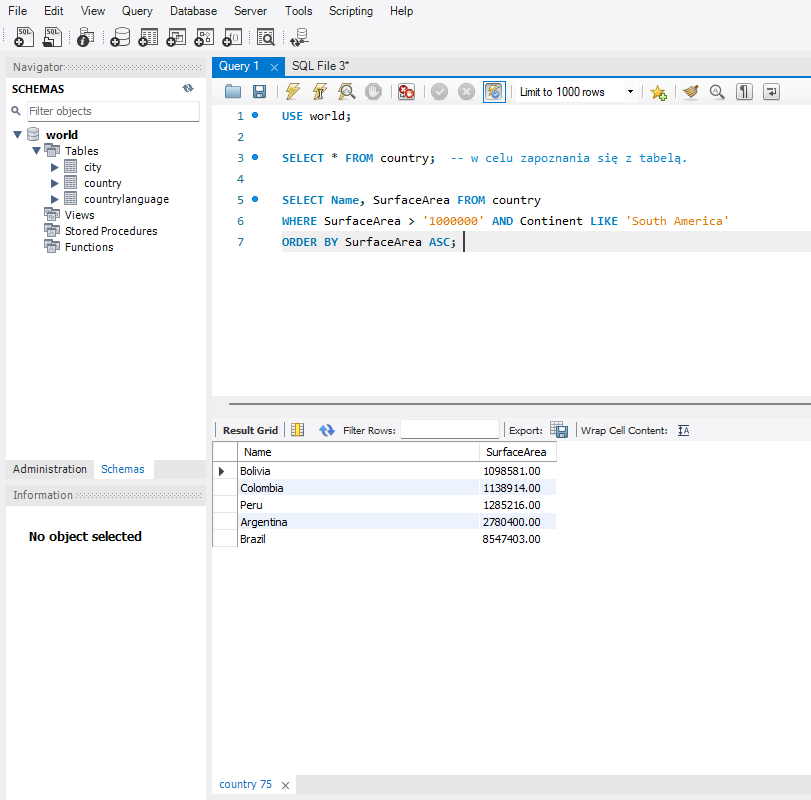 File Edit View Query Database Server Tools Scripting Help
Navigator
SCHEMAS
Filter objects
world
Tables
city
country
countrylanguage
Views
Stored Procedures
Functions
Administration Schemas
Information
No object selected
Query 1 SQL File 3*
Limit to 1000 rows
1 USE world;
2
3 SELECT * FROM country;  -- w celu zapoznania się z tabelą.
4
5 SELECT Name, SurfaceArea FROM country
6 WHERE SurfaceArea > '1000000' AND Continent LIKE 'South America'
7 ORDER BY SurfaceArea ASC;
Result Grid Filter Rows: Export: Wrap Cell Content:
Name SurfaceArea
Bolivia 1098581.00
Colombia 1138914.00
Peru 1285216.00
Argentina 2780400.00
Brazil 8547403.00
country 75